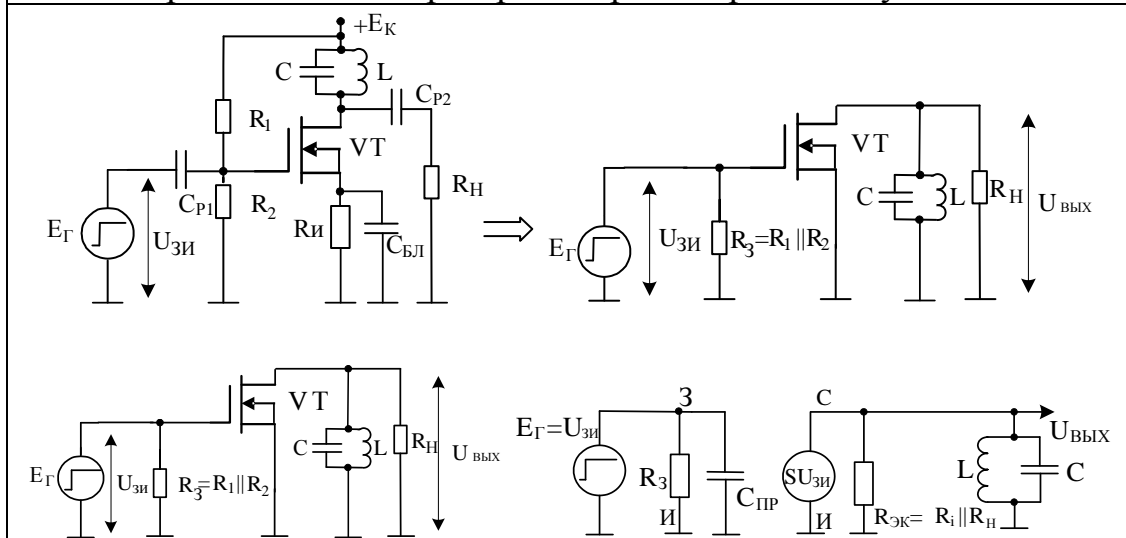 +E_К
C
L
C_Р2
R_1
VT
C_Р1
R_2
R_Н
E_Г
U_ЗИ
Rи
C_БЛ
VT
C
L
R_Н
U_ВЫХ
E_Г
U_ЗИ
R_З=R_1||R_2
VT
C
L
R_Н
U_ВЫХ
E_Г
U_ЗИ
R_З=R_1||R_2
З
E_Г=U_ЗИ
R_З
C_ПР
И
С
U_ВЫХ
SU_ЗИ
L
C
И
R_ЭК= R_i||R_Н